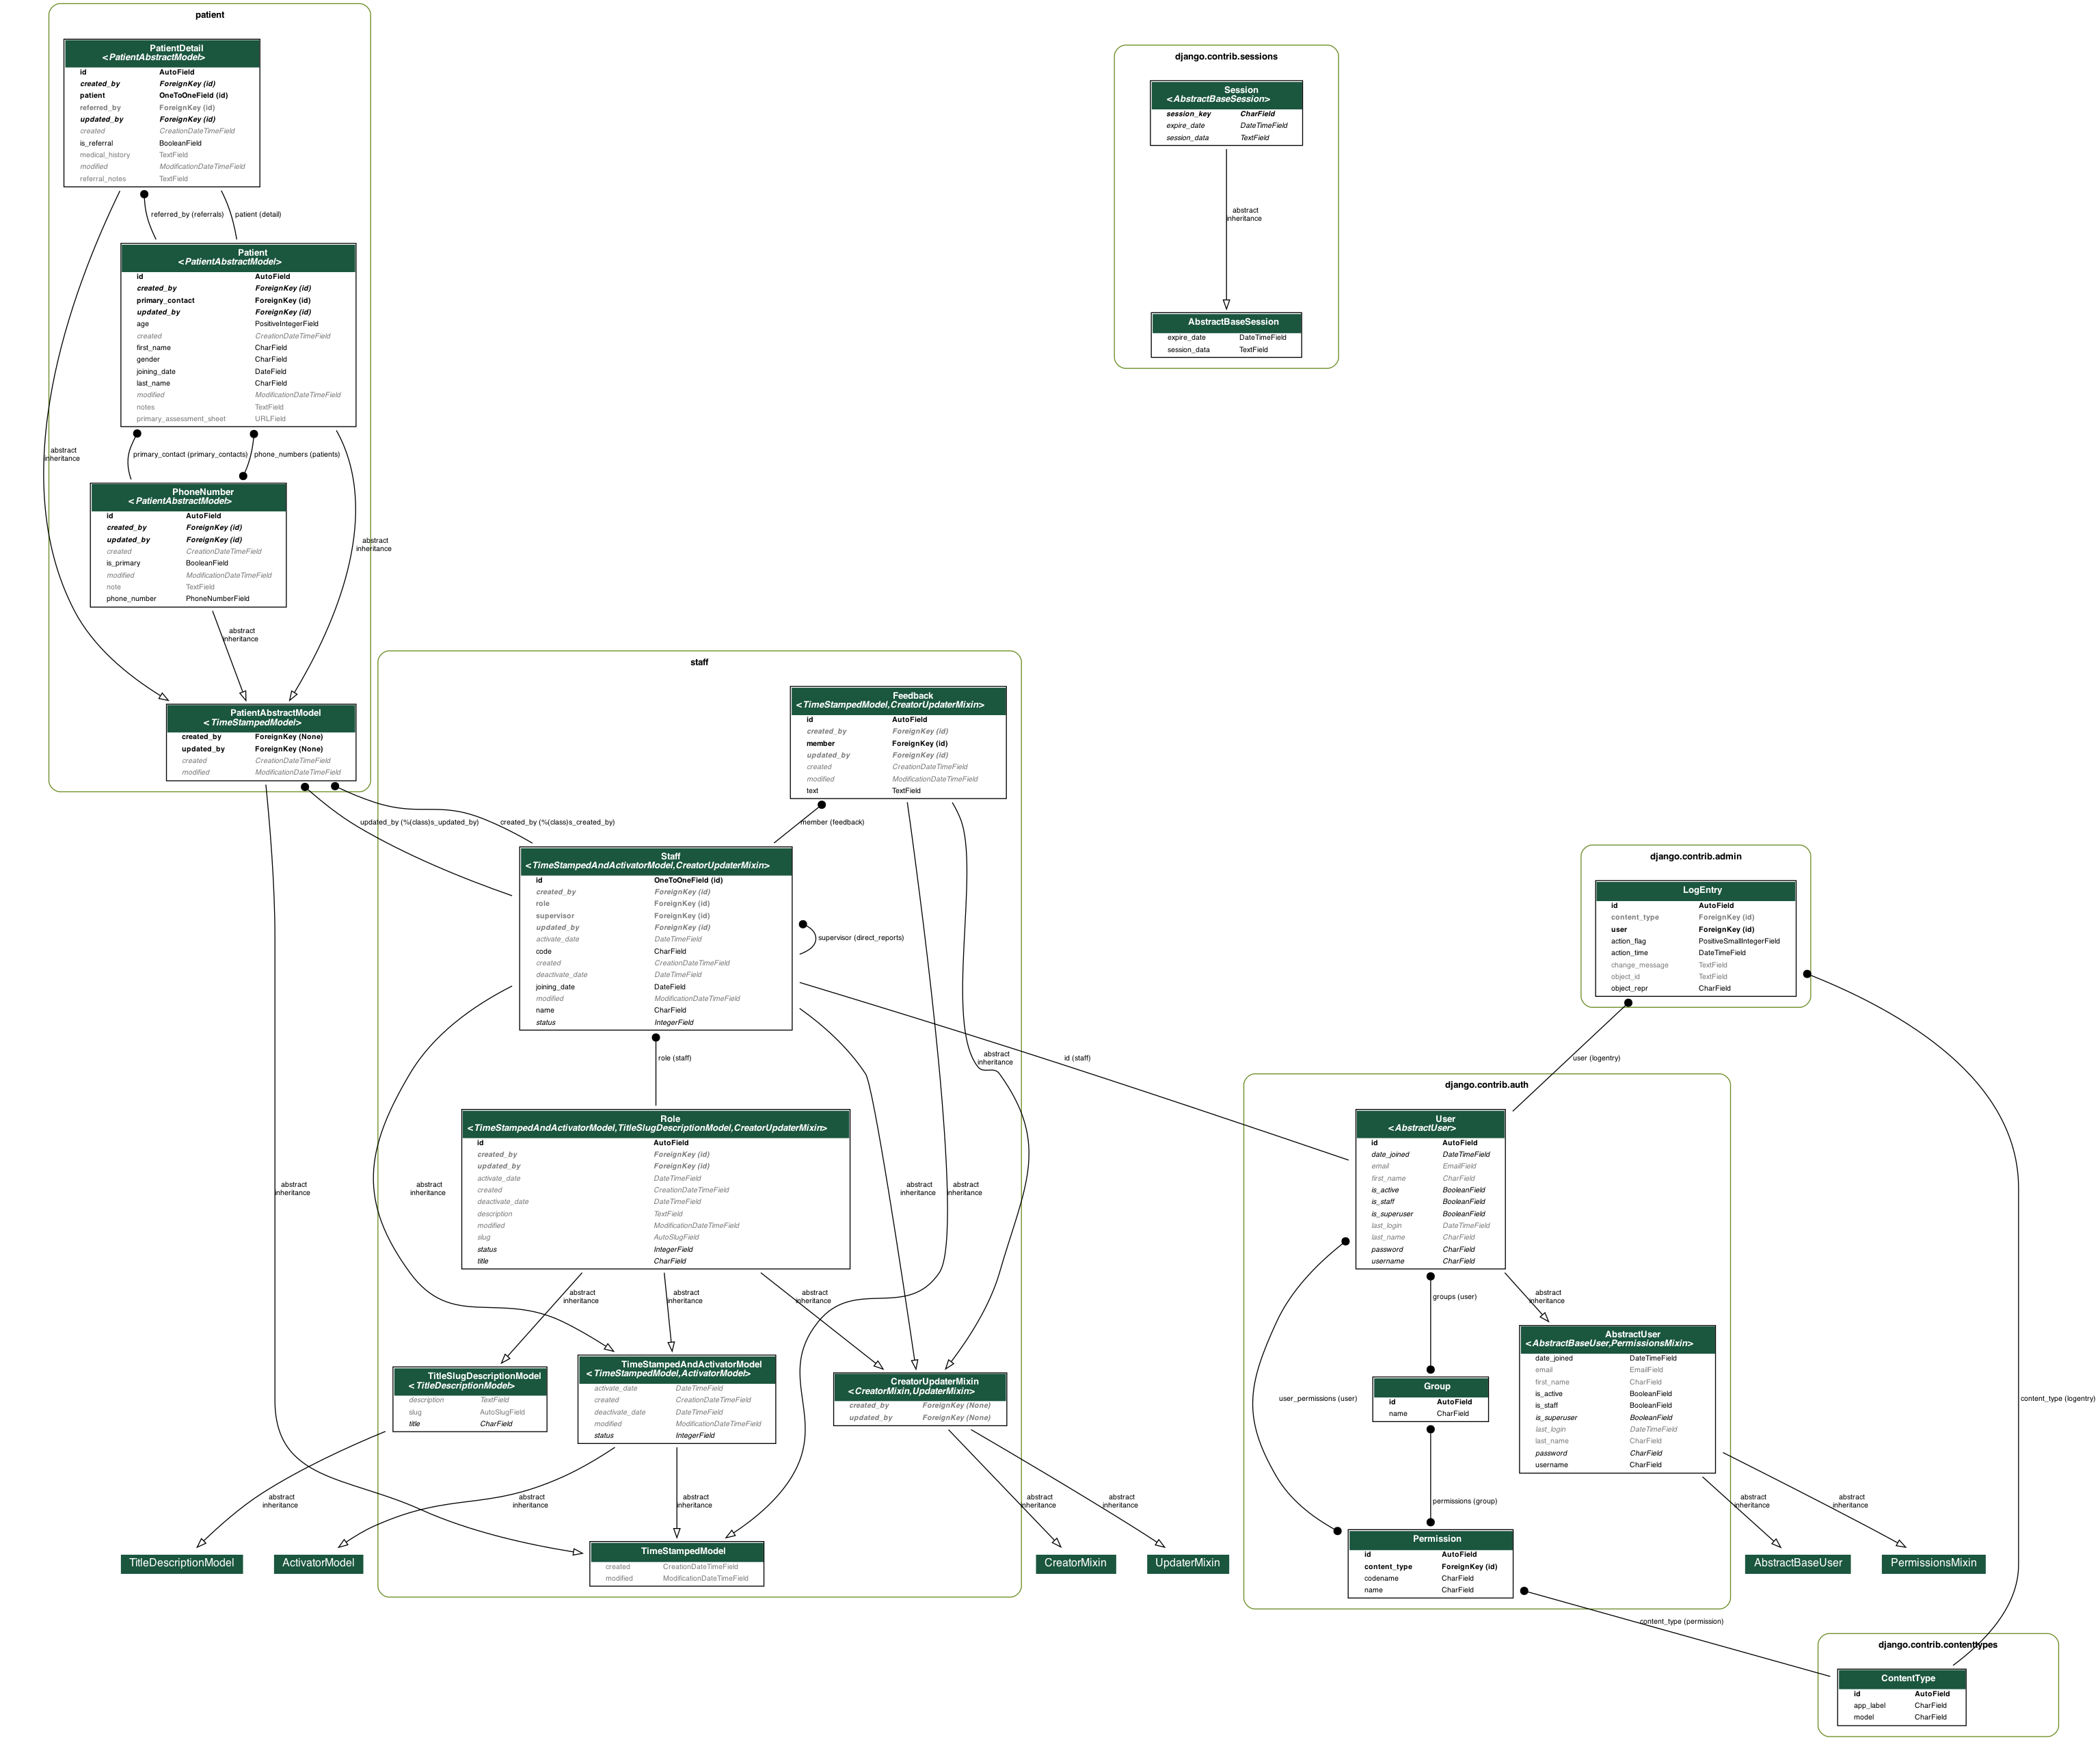 patient
PatientDetail
<PatientAbstractModel>
id AutoField
created_by ForeignKey (id)
patient OneToOneField (id)
referred_by ForeignKey (id)
updated_by ForeignKey (id)
created CreationDateTimeField
is_referral BooleanField
medical_history TextField
modified ModificationDateTimeField
referral_notes TextField
referred_by (referrals) patient (detail)
Patient
<PatientAbstractModel>
id AutoField
created_by ForeignKey (id)
primary_contact ForeignKey (id)
updated_by ForeignKey (id)
age PositiveIntegerField
created CreationDateTimeField
first_name CharField
gender CharField
joining_date DateField
last_name CharField
modified ModificationDateTimeField
notes TextField
primary_assessment_sheet URLField
abstract
inheritance
primary_contact (primary_contacts) phone_numbers (patients)
PhoneNumber
<PatientAbstractModel>
id AutoField
created_by ForeignKey (id)
updated_by ForeignKey (id)
created CreationDateTimeField
is_primary BooleanField
modified ModificationDateTimeField
note TextField
phone_number PhoneNumberField
abstract
inheritance
abstract
inheritance
PatientAbstractModel
<TimeStampedModel>
created_by ForeignKey (None)
updated_by ForeignKey (None)
created CreationDateTimeField
modified ModificationDateTimeField
django.contrib.sessions
Session
<AbstractBaseSession>
session_key CharField
expire_date DateTimeField
session_data TextField
abstract
inheritance
AbstractBaseSession
expire_date DateTimeField
session_data TextField
staff
Feedback
<TimeStampedModel,CreatorUpdaterMixin>
id AutoField
created_by ForeignKey (id)
member ForeignKey (id)
updated_by ForeignKey (id)
created CreationDateTimeField
modified ModificationDateTimeField
text TextField
updated_by (%(class)s_updated_by) created_by (%(class)s_created_by) member (feedback)
Staff
<TimeStampedAndActivatorModel,CreatorUpdaterMixin>
id OneToOneField (id)
created_by ForeignKey (id)
role ForeignKey (id)
supervisor ForeignKey (id)
updated_by ForeignKey (id)
activate_date DateTimeField
code CharField
created CreationDateTimeField
deactivate_date DateTimeField
joining_date DateField
modified ModificationDateTimeField
name CharField
status IntegerField
supervisor (direct_reports)
role (staff)
abstract
inheritance
id (staff)
Role
<TimeStampedAndActivatorModel,TitleSlugDescriptionModel,CreatorUpdaterMixin>
id AutoField
created_by ForeignKey (id)
updated_by ForeignKey (id)
activate_date DateTimeField
created CreationDateTimeField
deactivate_date DateTimeField
description TextField
modified ModificationDateTimeField
slug AutoSlugField
status IntegerField
title CharField
abstract
inheritance
abstract
inheritance
abstract
inheritance
abstract
inheritance
abstract
inheritance
abstract
inheritance
abstract
inheritance
TitleSlugDescriptionModel
<TitleDescriptionModel>
description TextField
slug AutoSlugField
title CharField
TimeStampedAndActivatorModel
<TimeStampedModel,ActivatorModel>
activate_date DateTimeField
created CreationDateTimeField
deactivate_date DateTimeField
modified ModificationDateTimeField
status IntegerField
CreatorUpdaterMixin
<CreatorMixin,UpdaterMixin>
created_by ForeignKey (None)
updated_by ForeignKey (None)
abstract
inheritance
abstract
inheritance
abstract
inheritance
abstract
inheritance
abstract
inheritance
TitleDescriptionModel
ActivatorModel
TimeStampedModel
created CreationDateTimeField
modified ModificationDateTimeField
CreatorMixin
UpdaterMixin
django.contrib.admin
LogEntry
id AutoField
content_type ForeignKey (id)
user ForeignKey (id)
action_flag PositiveSmallIntegerField
action_time DateTimeField
change_message TextField
object_id TextField
object_repr CharField
user (logentry)
django.contrib.auth
User
<AbstractUser>
id AutoField
date_joined DateTimeField
email EmailField
first_name CharField
is_active BooleanField
is_staff BooleanField
is_superuser BooleanField
last_login DateTimeField
last_name CharField
password CharField
username CharField
groups (user)
abstract
inheritance
AbstractUser
<AbstractBaseUser,PermissionsMixin>
date_joined DateTimeField
email EmailField
first_name CharField
is_active BooleanField
is_staff BooleanField
is_superuser BooleanField
last_login DateTimeField
last_name CharField
password CharField
username CharField
user_permissions (user)
Group
id AutoField
name CharField
content_type (logentry)
permissions (group)
abstract
inheritance
abstract
inheritance
Permission
id AutoField
content_type ForeignKey (id)
codename CharField
name CharField
AbstractBaseUser
PermissionsMixin
content_type (permission)
django.contrib.contenttypes
ContentType
id AutoField
app_label CharField
model CharField